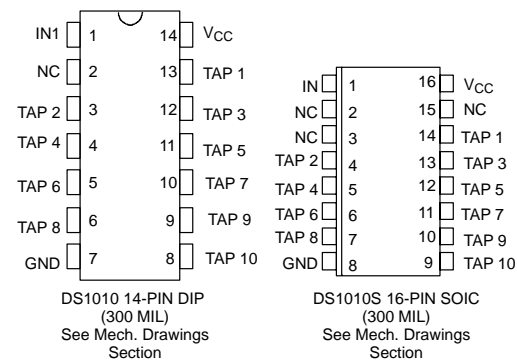 IN1 1 14 VCC
NC 2 13 TAP 1
TAP 2 3 12 TAP 3
TAP 4 4 11 TAP 5
TAP 6 5 10 TAP 7
TAP 8 6 9 TAP 9
GND 7 8 TAP 10
DS1010 14-PIN DIP
(300 MIL)
See Mech. Drawings
Section
IN 1 16 VCC
NC 2 15 NC
NC 3 14 TAP 1
TAP 2 4 13 TAP 3
TAP 4 5 12 TAP 5
TAP 6 6 11 TAP 7
TAP 8 7 10 TAP 9
GND 8 9 TAP 10
DS1010S 16-PIN SOIC
(300 MIL)
See Mech. Drawings
Section